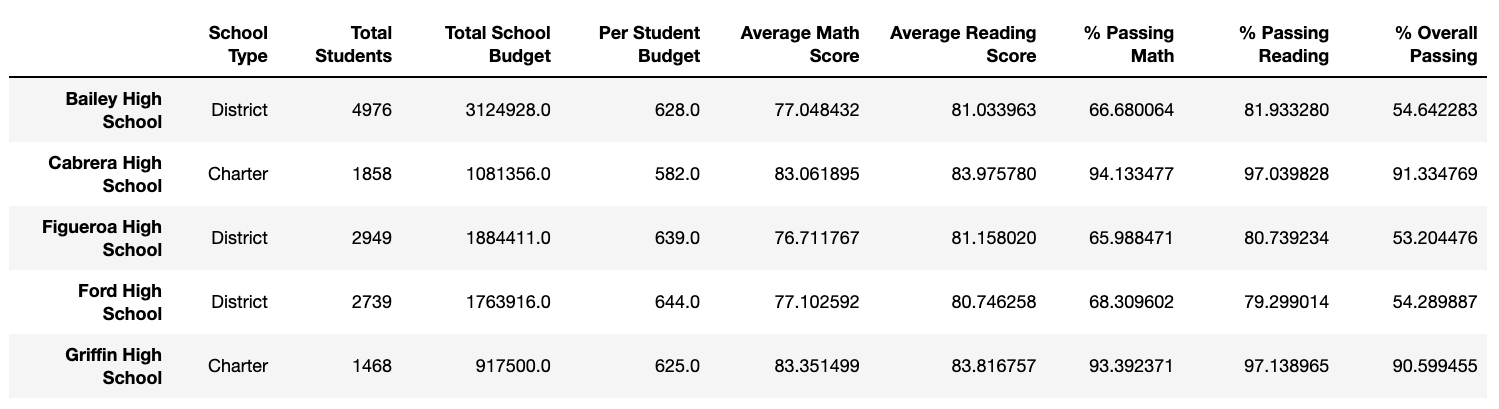 School Type Total Students Total School Budget Per Student Budget Average Math Score Average Reading Score % Passing Math % Passing Reading % Overall Passing
Bailey High School District 4976 3124928.0 628.0 77.048432 81.033963 66.680064 81.933280 54.642283
Cabrera High School Charter 1858 1081356.0 582.0 83.061895 83.975780 94.133477 97.039828 91.334769
Figueroa High School District 2949 1884411.0 639.0 76.711767 81.158020 65.988471 80.739234 53.204476
Ford High School District 2739 1763916.0 644.0 77.102592 80.746258 68.309602 79.299014 54.289887
Griffin High School Charter 1468 917500.0 625.0 83.351499 83.816757 93.392371 97.138965 90.599455